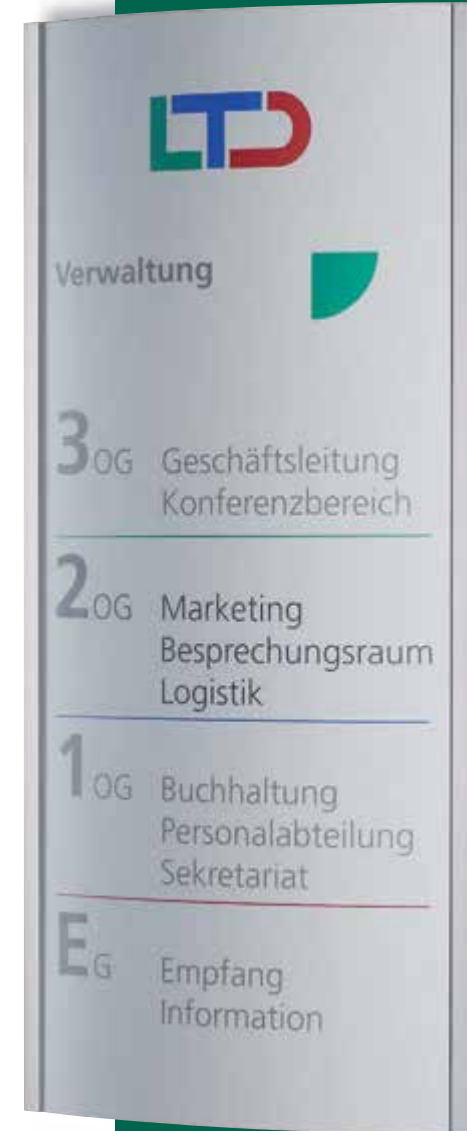 LTD
Verwaltung
3OG Geschäftsleitung
Konferenzbereich
2OG Marketing
Besprechungsraum
Logistik
1OG Buchhaltung
Personalabteilung
Sekretariat
EG Empfang
Information